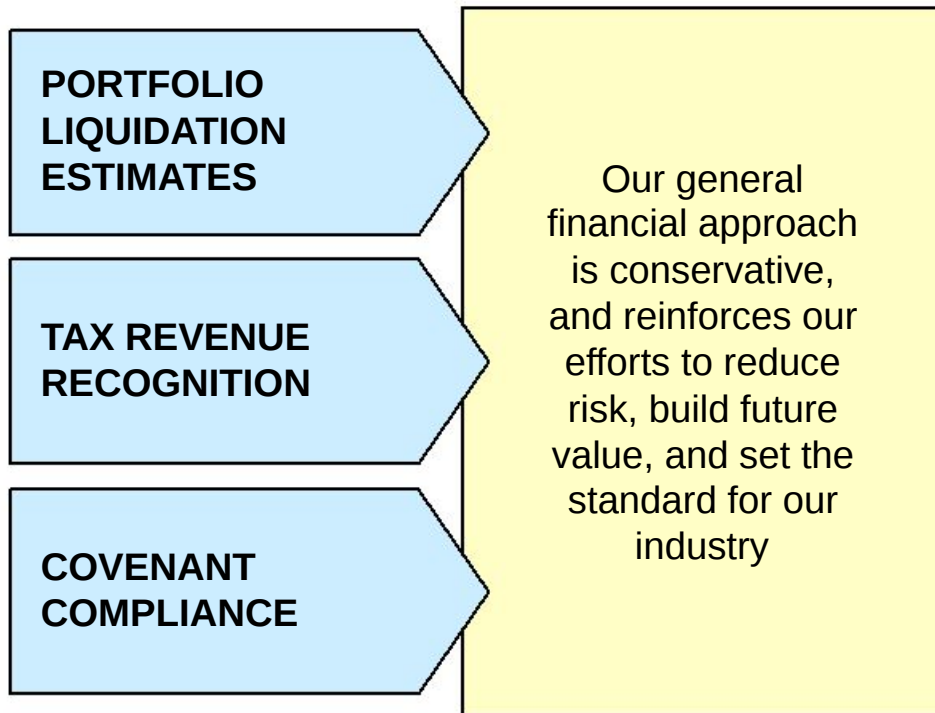 PORTFOLIO
LIQUIDATION
ESTIMATES
TAX REVENUE
RECOGNITION
COVENANT
COMPLIANCE
Our general
financial approach
is conservative,
and reinforces our
efforts to reduce
risk, build future
value, and set the
standard for our
industry